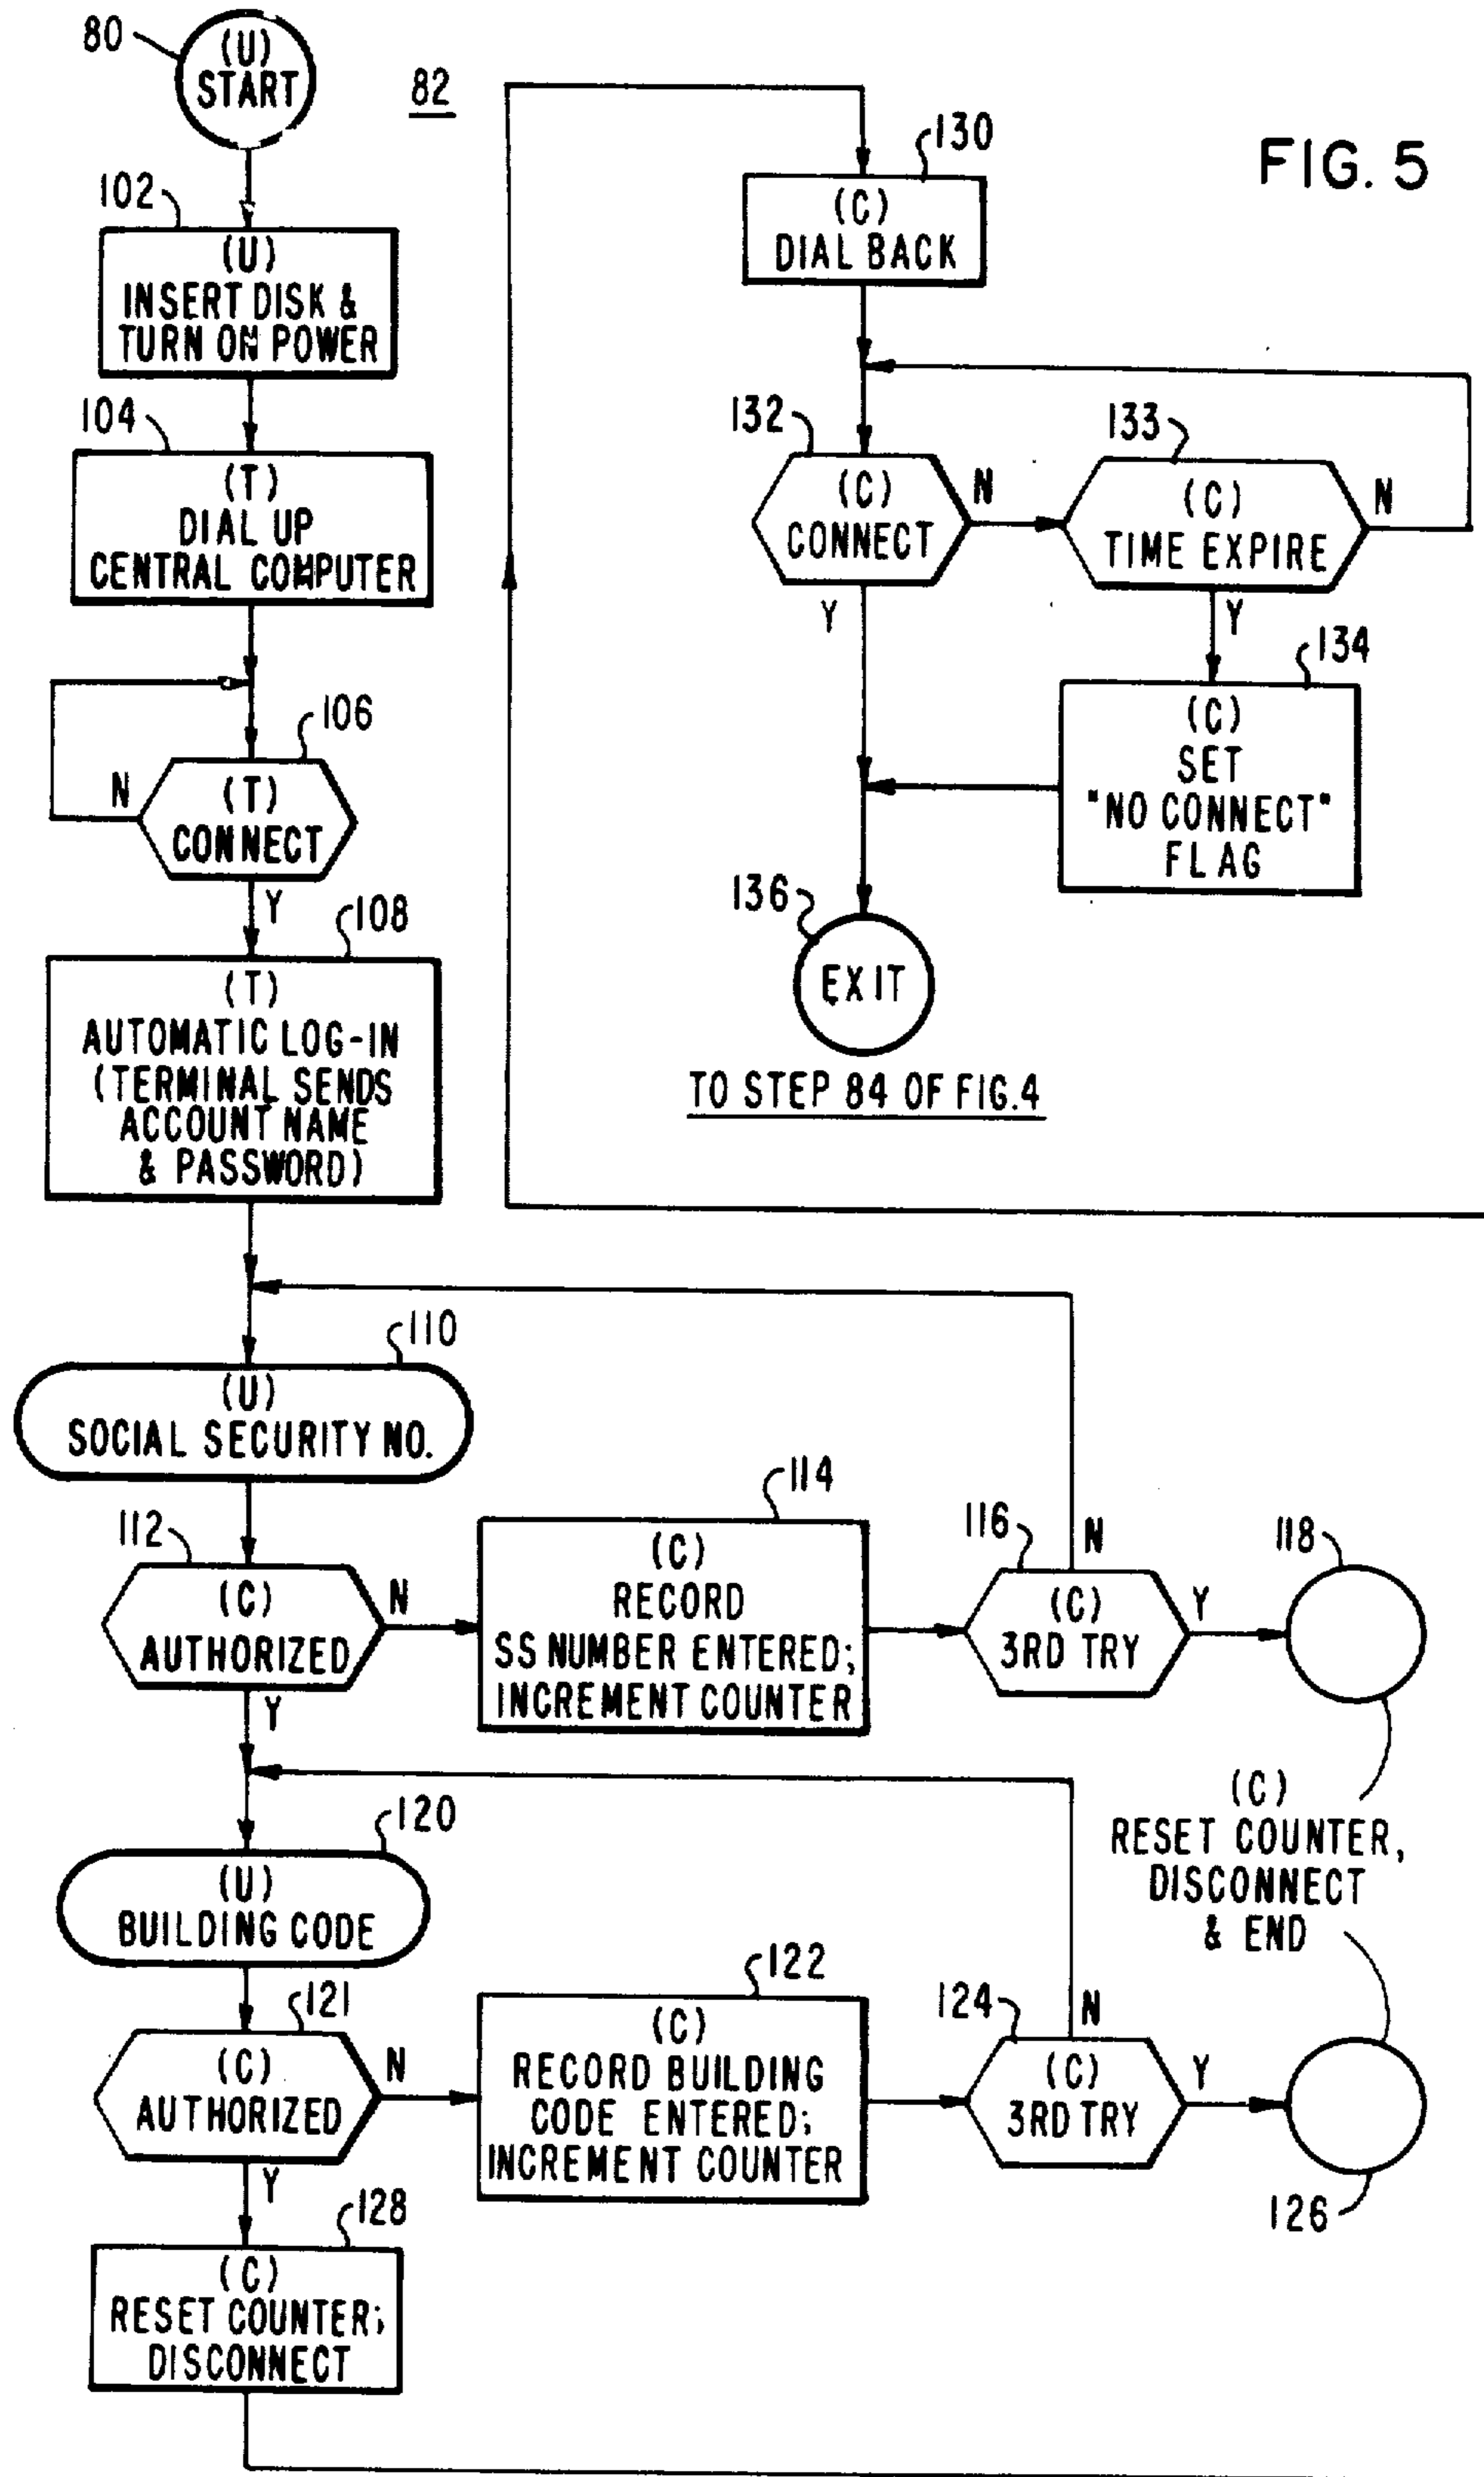 80
(U)
START
82
FIG. 5
102
(U)
INSERT DISK &
TURN ON POWER
104
(T)
DIAL UP
CENTRAL COMPUTER
106
(T)
CONNECT
N
Y
108
(T)
AUTOMATIC LOG-IN
(TERMINAL SENDS
ACCOUNT NAME
& PASSWORD)
110
(U)
SOCIAL SECURITY NO.
112
(C)
AUTHORIZED
N
Y
114
(C)
RECORD
SS NUMBER ENTERED;
INCREMENT COUNTER
116
(C)
3RD TRY
N
Y
118
(C)
RESET COUNTER,
DISCONNECT
& END
120
(U)
BUILDING CODE
121
(C)
AUTHORIZED
N
Y
122
(C)
RECORD BUILDING
CODE ENTERED;
INCREMENT COUNTER
124
(C)
3RD TRY
N
Y
126
128
(C)
RESET COUNTER;
DISCONNECT
130
(C)
DIAL BACK
132
(C)
CONNECT
N
Y
133
(C)
TIME EXPIRE
N
Y
134
(C)
SET
"NO CONNECT"
FLAG
136
EXIT
TO STEP 84 OF FIG.4